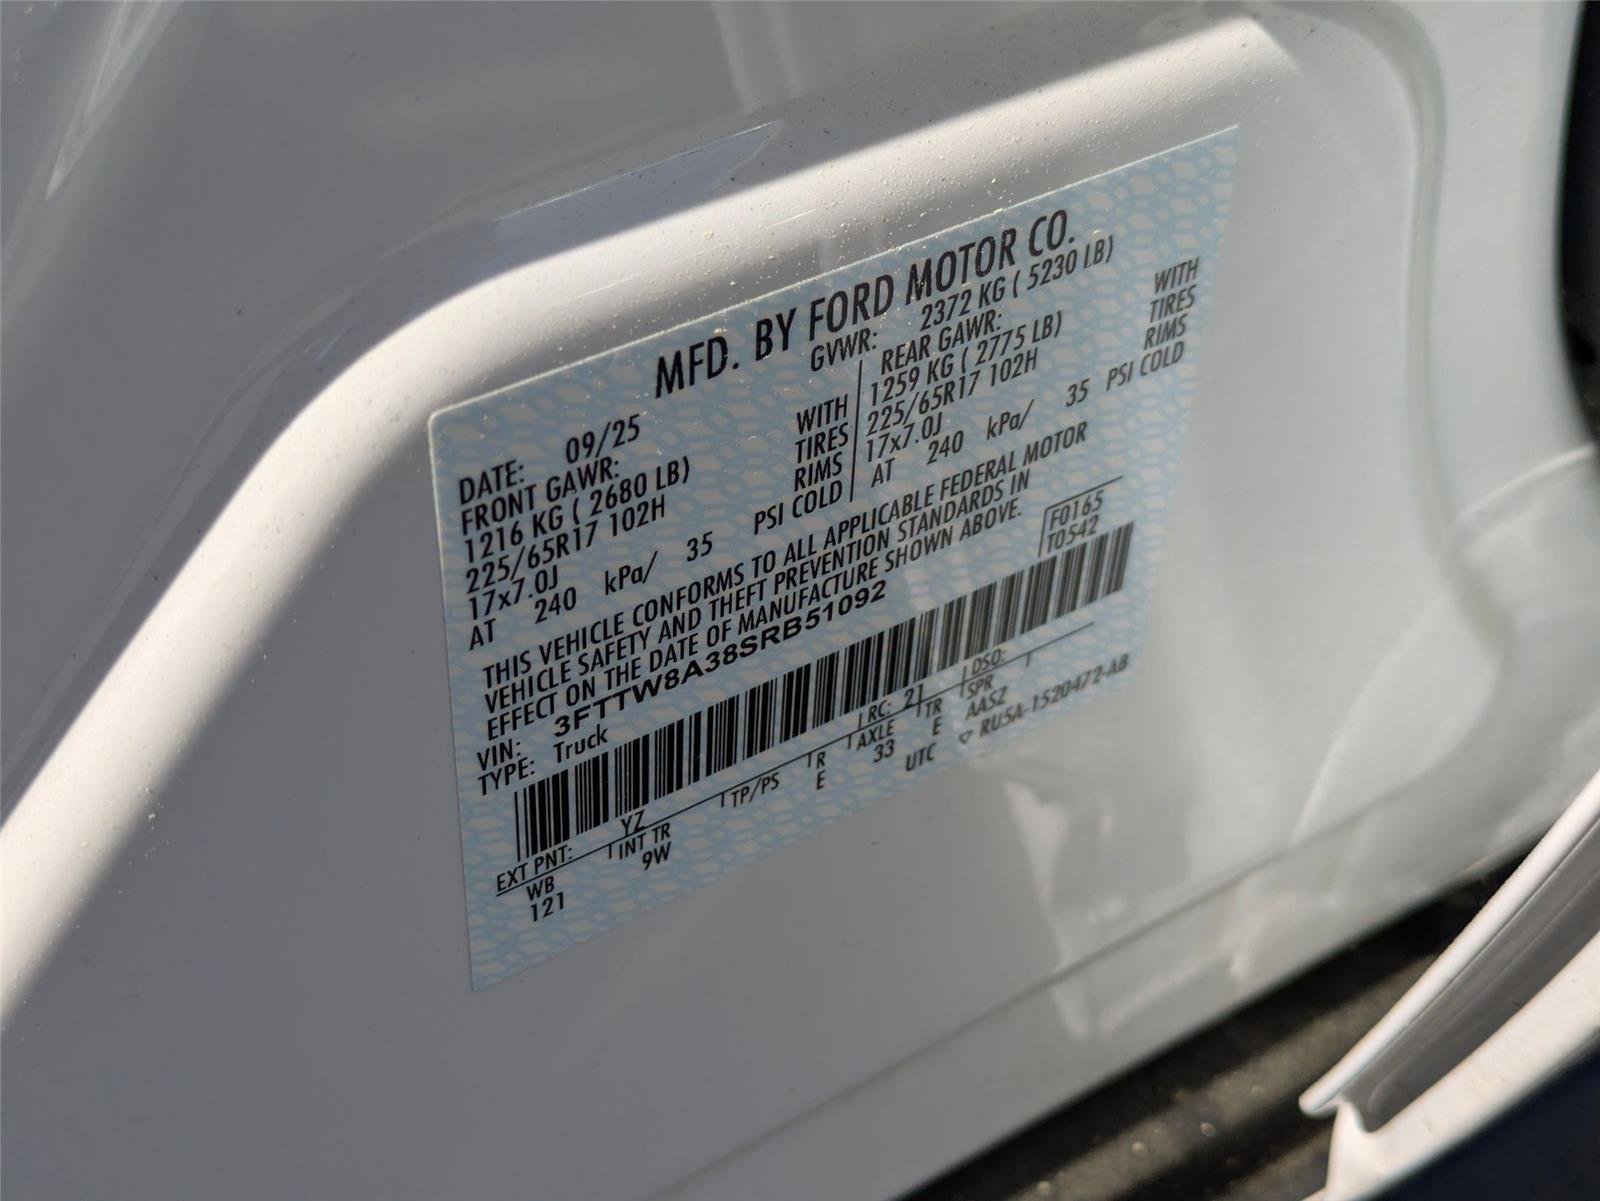 MFD. BY FORD MOTOR CO.
DATE: 09/25 GVWR: 2372 KG ( 5230 LB)
FRONT GAWR: REAR GAWR:
1216 KG ( 2680 LB) WITH 1259 KG ( 2775 LB) WITH
225/65R17 102H TIRES 225/65R17 102H TIRES
17x7.0J RIMS 17x7.0J RIMS
AT 240 kPa/ 35 PSI COLD AT 240 kPa/ 35 PSI COLD
THIS VEHICLE CONFORMS TO ALL APPLICABLE FEDERAL MOTOR
VEHICLE SAFETY AND THEFT PREVENTION STANDARDS IN
EFFECT ON THE DATE OF MANUFACTURE SHOWN ABOVE.
VIN: 3FTTW8A38SRB51092 F0165
TYPE: Truck T0542
EXT PNT: YZ RC: 21 DSO:
WB INT TR TP/PS R AXLE TR SPR
121 9W E 33 E AASZ
UTC ▽ RU5A-1520472-AB